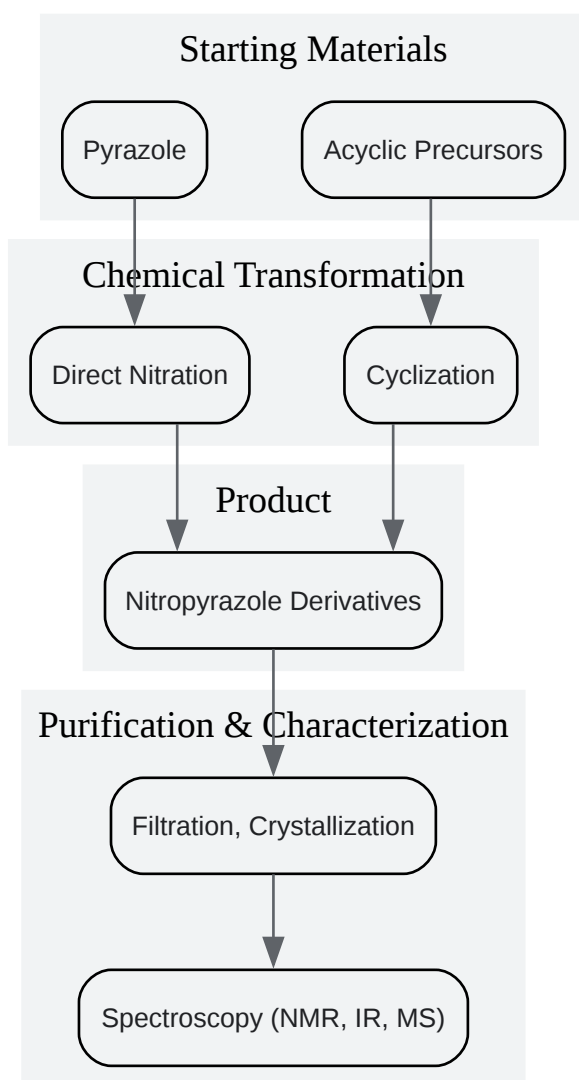 Starting Materials
Pyrazole
Acyclic Precursors
Chemical Transformation
Direct Nitration
Cyclization
Product
Nitropyrazole Derivatives
Purification & Characterization
Filtration, Crystallization
Spectroscopy (NMR, IR, MS)